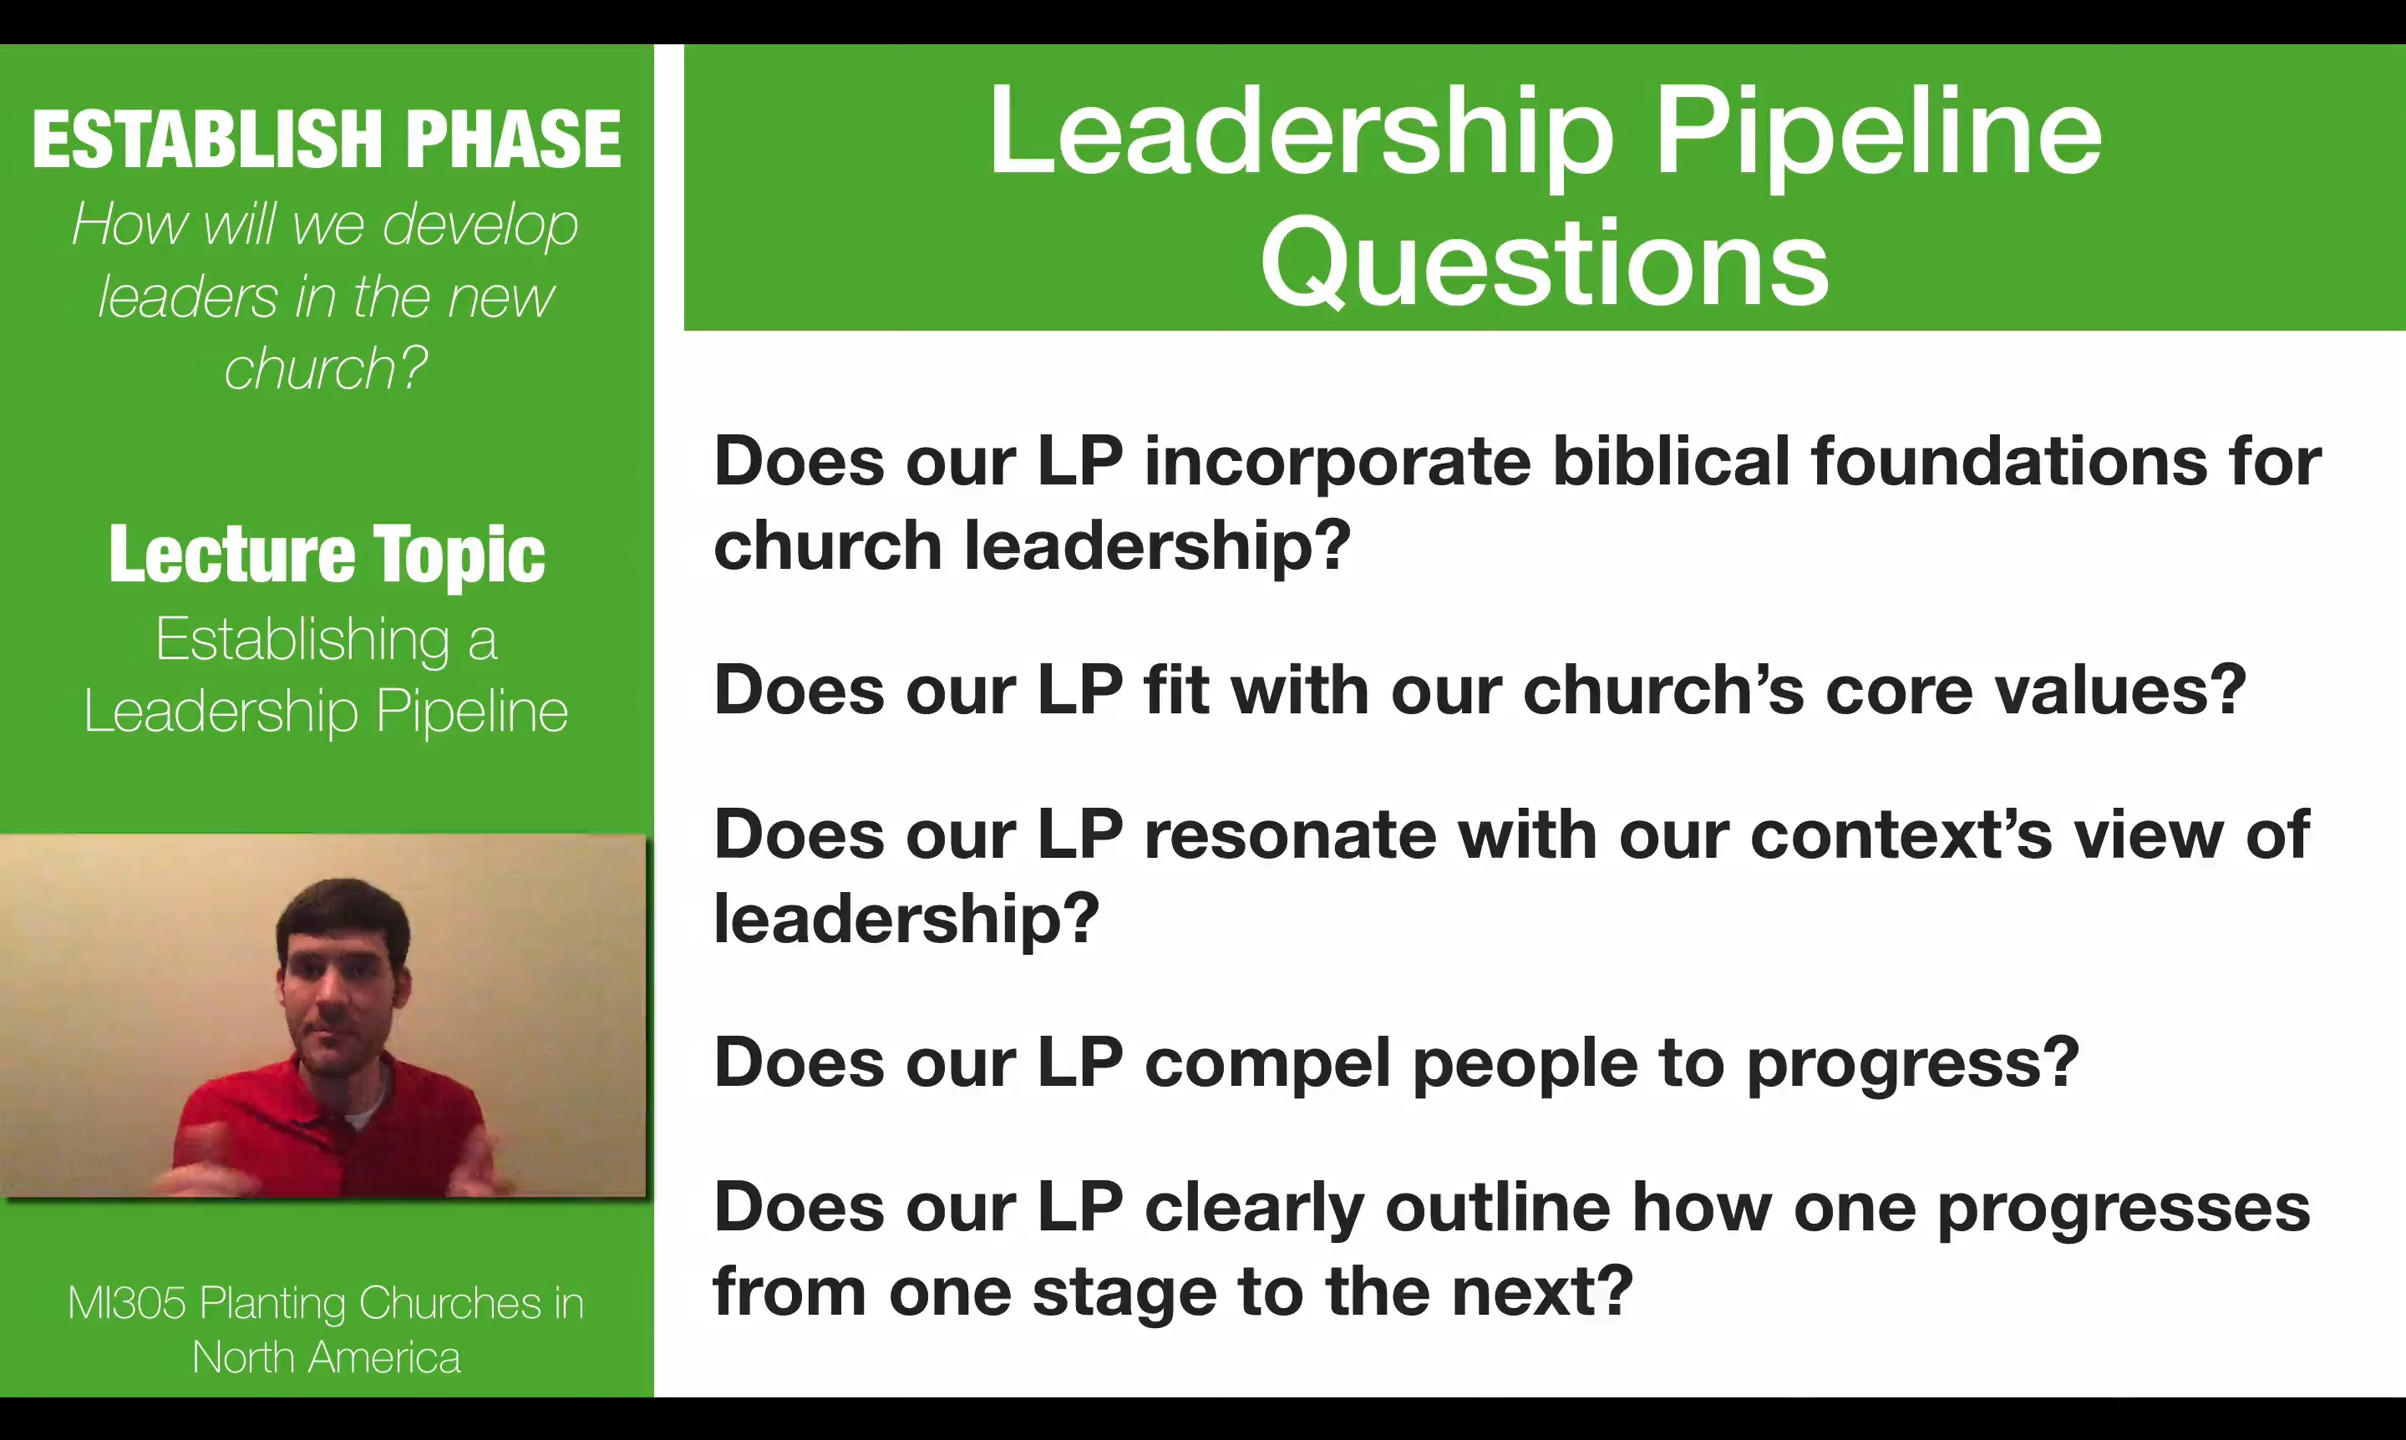 ESTABLISH PHASE
How will we develop
leaders in the new
church?
Lecture Topic
Establishing a
Leadership Pipeline
MI305 Planting Churches in
North America
Leadership Pipeline
Questions
Does our LP incorporate biblical foundations for
church leadership?
Does our LP fit with our church’s core values?
Does our LP resonate with our context’s view of
leadership?
Does our LP compel people to progress?
Does our LP clearly outline how one progresses
from one stage to the next?